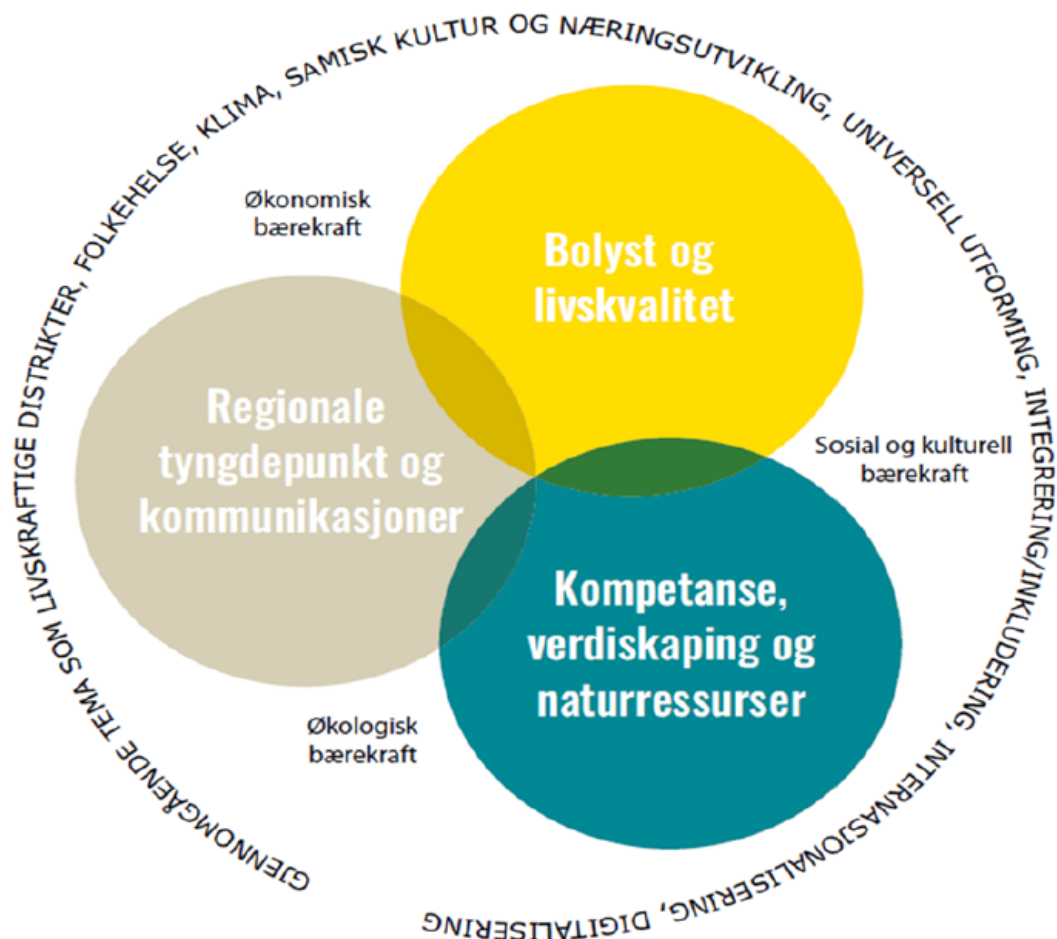 GJENNOMGÅENDE TEMA SOM LIVSKRAFTIGE DISTRIKTER, FOLKEHELSE, KLIMA, SAMISK KULTUR OG NÆRINGSUTVIKLING, UNIVERSELL UTFORMING, INTEGRERING/INKLUDERING, INTERNASJONALISERING, DIGITALISERING
Økonomisk
bærekraft
Bolyst og
livskvalitet
Regionale
tyngdepunkt og
kommunikasjoner
Sosial og kulturell
bærekraft
Kompetanse,
verdiskaping og
naturressurser
Økologisk
bærekraft